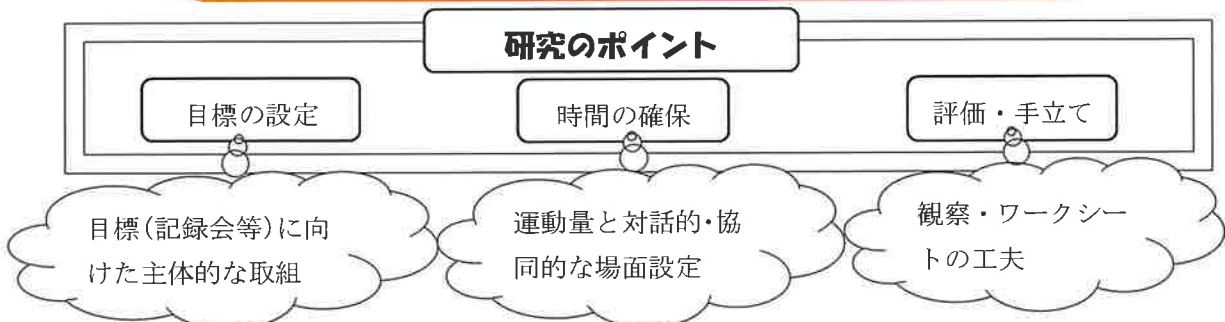 研究のポイント
目標の設定
時間の確保
評価・手立て
目標(記録会等)に向
けた主体的な取組
運動量と対話的・協
同的な場面設定
観察・ワークシー
トの工夫